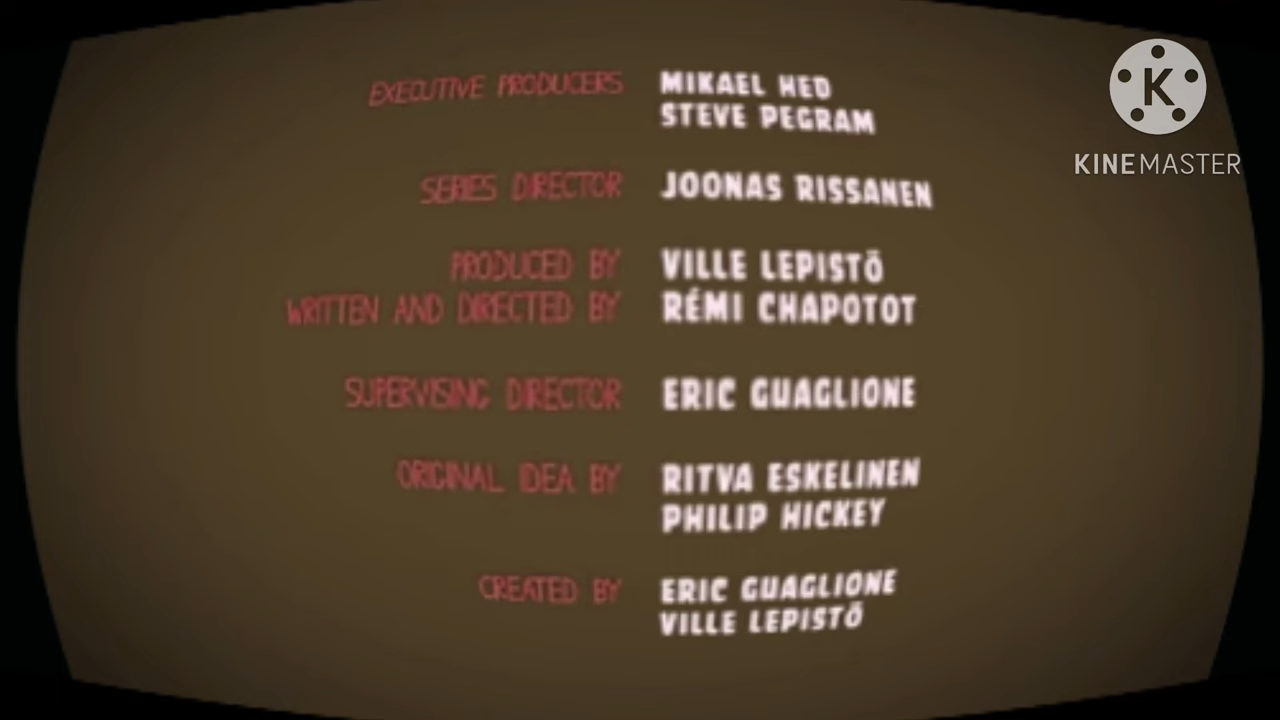 EXECUTIVE PRODUCERS MIKAEL HED
STEVE PEGRAM
SERIES DIRECTOR JOONAS RISSANEN
PRODUCED BY VILLE LEPISTÖ
WRITTEN AND DIRECTED BY RÉMI CHAPOTOT
SUPERVISING DIRECTOR ERIC GUAGLIONE
ORIGINAL IDEA BY RITVA ESKELINEN
PHILIP HICKEY
CREATED BY ERIC GUAGLIONE
VILLE LEPISTÖ
K
KINEMASTER